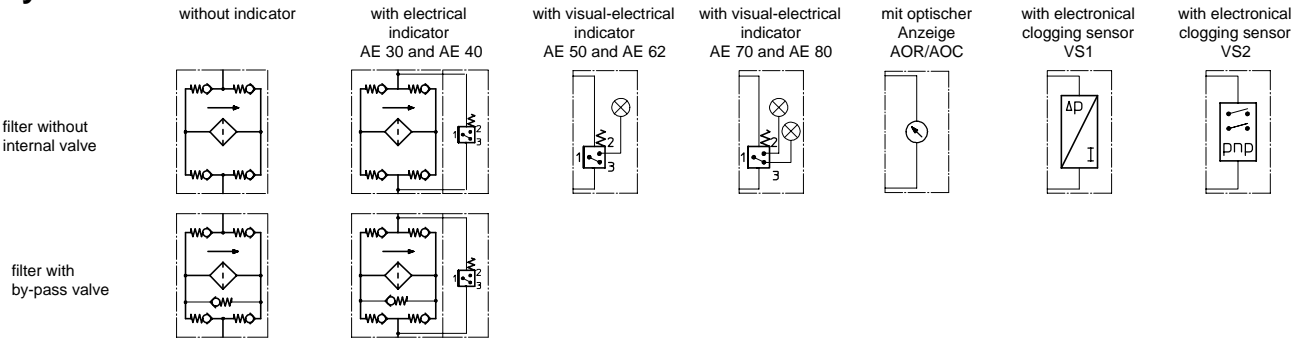 without indicator
with electrical
indicator
AE 30 and AE 40
with visual-electrical
indicator
AE 50 and AE 62
with visual-electrical
indicator
AE 70 and AE 80
mit optischer
Anzeige
AOR/AOC
with electronical
clogging sensor
VS1
with electronical
clogging sensor
VS2
filter without
internal valve
1 2
3
1 2
3
1 2
3
Δp
I
pnp
filter with
by-pass valve
1 2
3